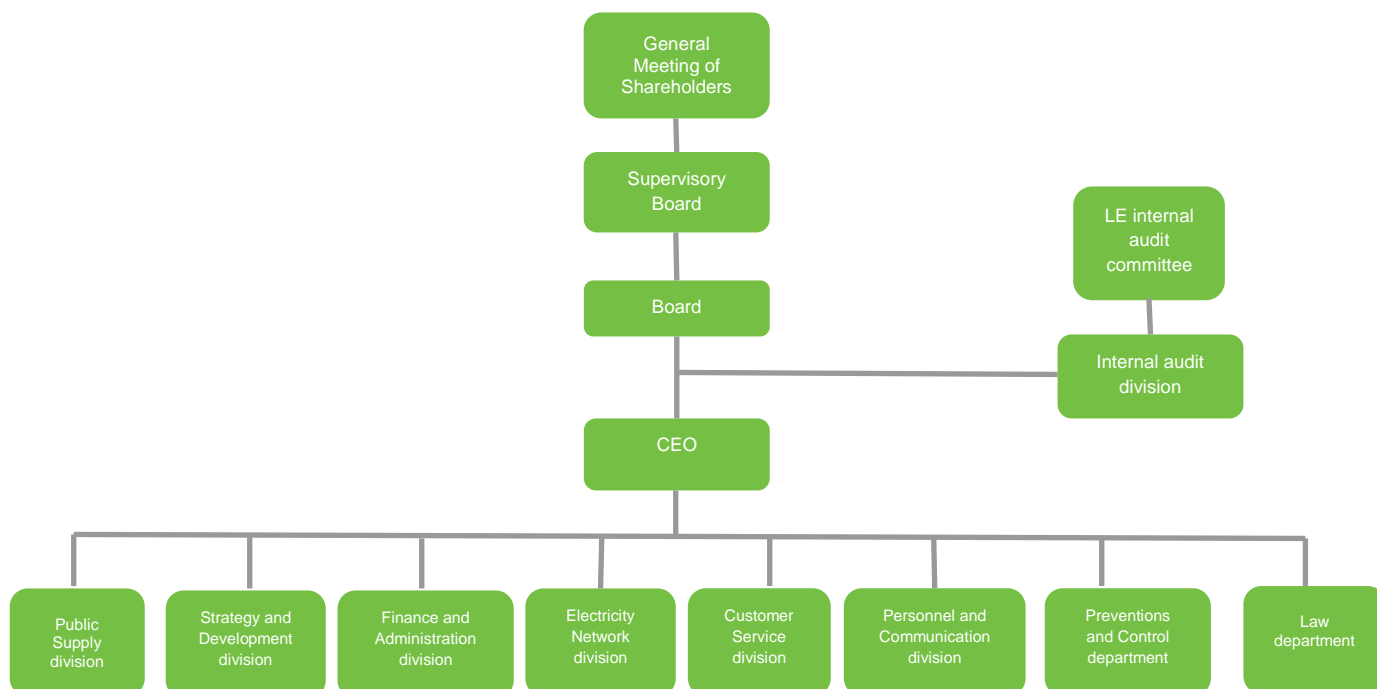 General
Meeting of
Shareholders
Supervisory
Board
LE internal
audit
committee
Board
Internal audit
division
CEO
Public
Supply
division
Strategy and
Development
division
Finance and
Administration
division
Electricity
Network
division
Customer
Service
division
Personnel and
Communication
division
Preventions
and Control
department
Law
department